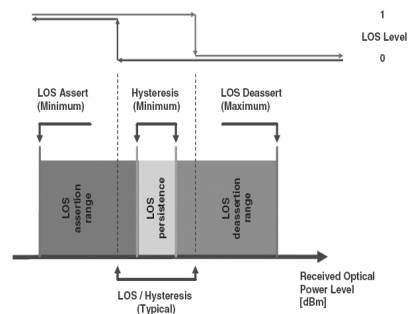 1
LOS Level
0
LOS Assert
(Minimum)
Hysteresis
(Minimum)
LOS Deassert
(Maximum)
LOS
assertion
range
LOS
persistence
LOS
deassertion
range
Received Optical
Power Level
[dBm]
LOS / Hysteresis
(Typical)